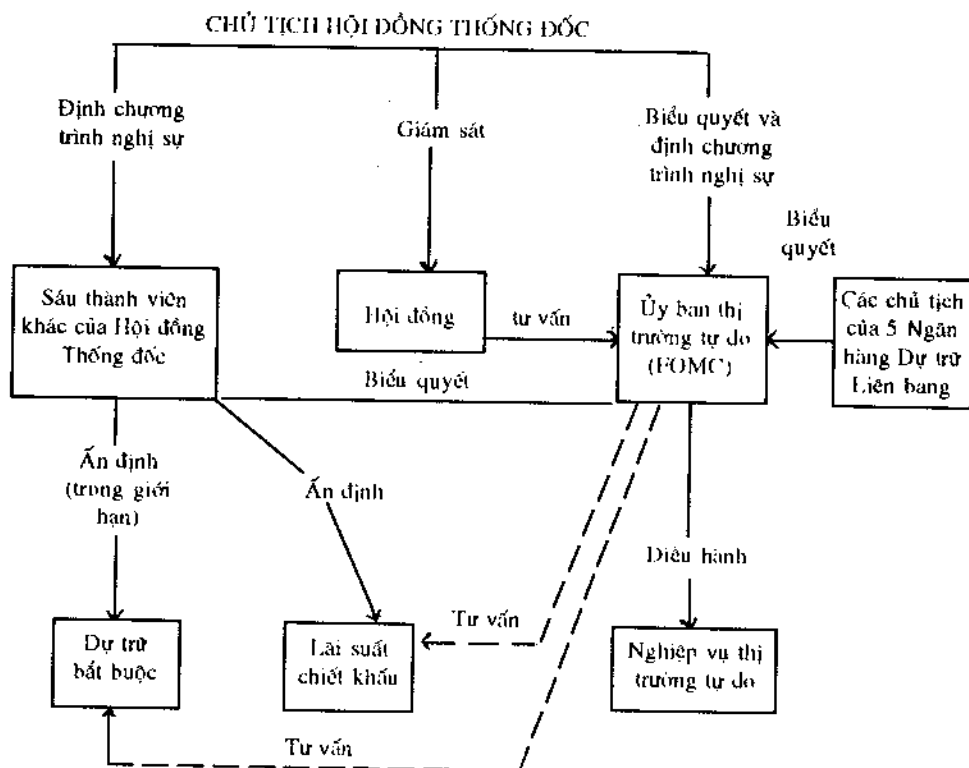 CHỦ TỊCH HỘI ĐỒNG THỐNG ĐỐC
Định chương
trình nghị sự
Giám sát
Biểu quyết và
định chương
trình nghị sự
Biểu
quyết
Sáu thành viên
khác của Hội đồng
Thống đốc
Hội đồng
tư vấn
Ủy ban thị
trường tự do
(FOMC)
Các chủ tịch
của 5 Ngân
hàng Dự trữ
Liên bang
Biểu quyết
Ấn định
(trong giới
hạn)
Ấn định
Điều hành
Tư vấn
Dự trữ
bắt buộc
Lãi suất
chiết khấu
Nghiệp vụ thị
trường tự do
Tư vấn